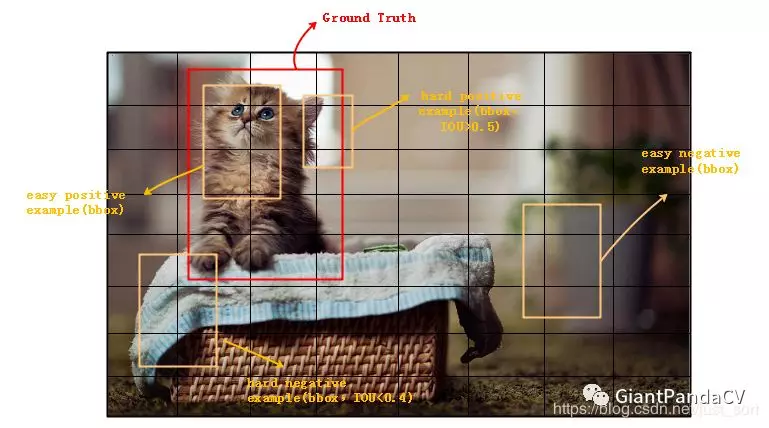 Ground Truth
hard positive
example(bbox,
IOU>0.5)
easy negative
example(bbox)
easy positive
example(bbox)
hard negative
example(bbox，IOU<0.4)
GiantPandaCV
https://blog.csdn.net/just_sort